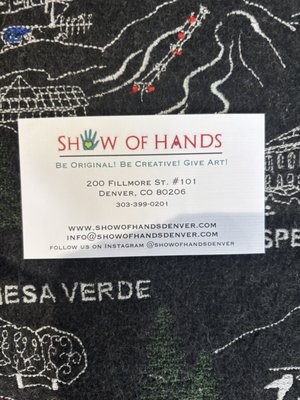 SHOW OF HANDS
BE ORIGINAL! BE CREATIVE! GIVE ART!
200 FILLMORE ST. #101
DENVER, CO 80206
303-399-0201
WWW.SHOWOFHANDSDENVER.COM
INFO@SHOWOFHANDSDENVER.COM
FOLLOW US ON INSTAGRAM @SHOWOFHANDSDENVER
SPE
ESA VERDE